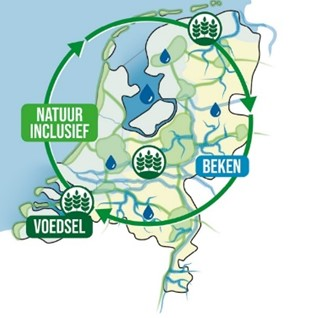 NATUUR
INCLUSIEF
BEKEN
VOEDSEL